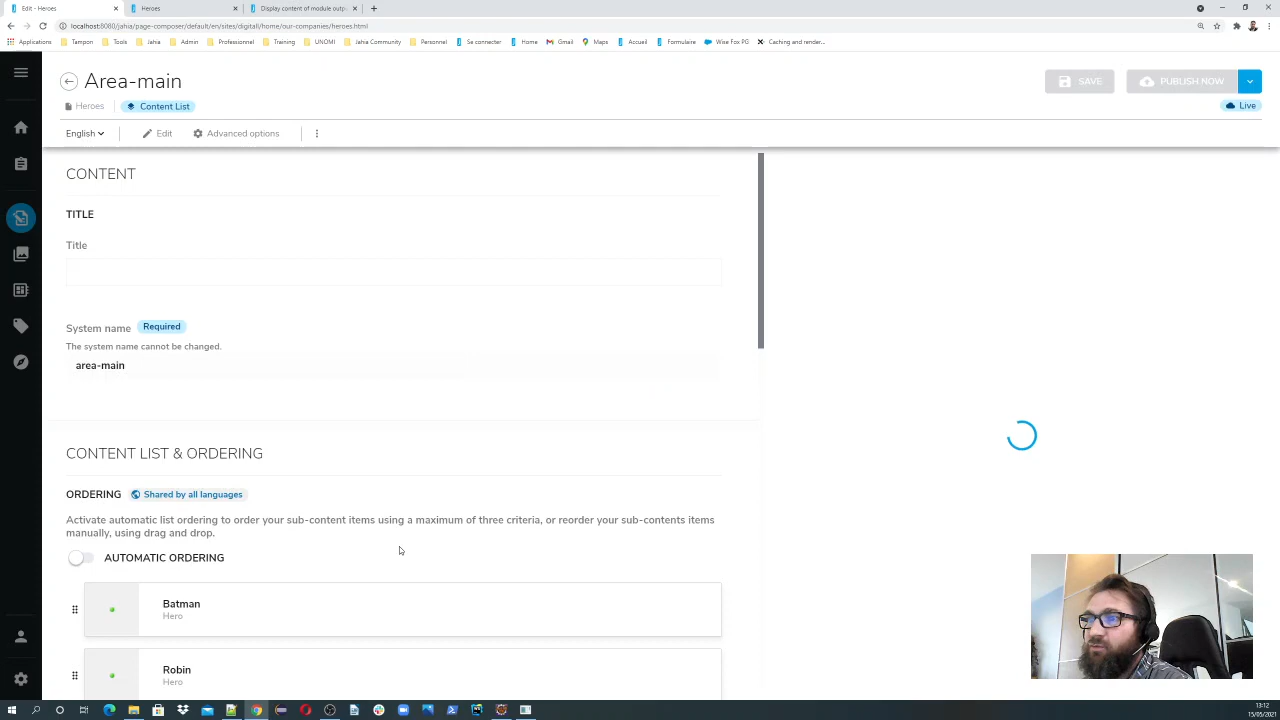 Edit - Heroes
Heroes
Display content of module outpu
localhost:8080/jahia/page-composer/default/en/sites/digitall/home/our-companies/heroes.html
Applications Tampon Tools Jahia Admin Professionnel Training UNOMI Jahia Community Personnel Se connecter Home Gmail Maps Accueil Formulaire Wise Fox PG Caching and render...
Area-main
SAVE
PUBLISH NOW
Heroes
Content List
Live
English
Edit
Advanced options
CONTENT
TITLE
Title
System name Required
The system name cannot be changed.
area-main
CONTENT LIST & ORDERING
ORDERING Shared by all languages
Activate automatic list ordering to order your sub-content items using a maximum of three criteria, or reorder your sub-contents items
manually, using drag and drop.
AUTOMATIC ORDERING
Batman
Hero
Robin
Hero
13:12
15/05/2021